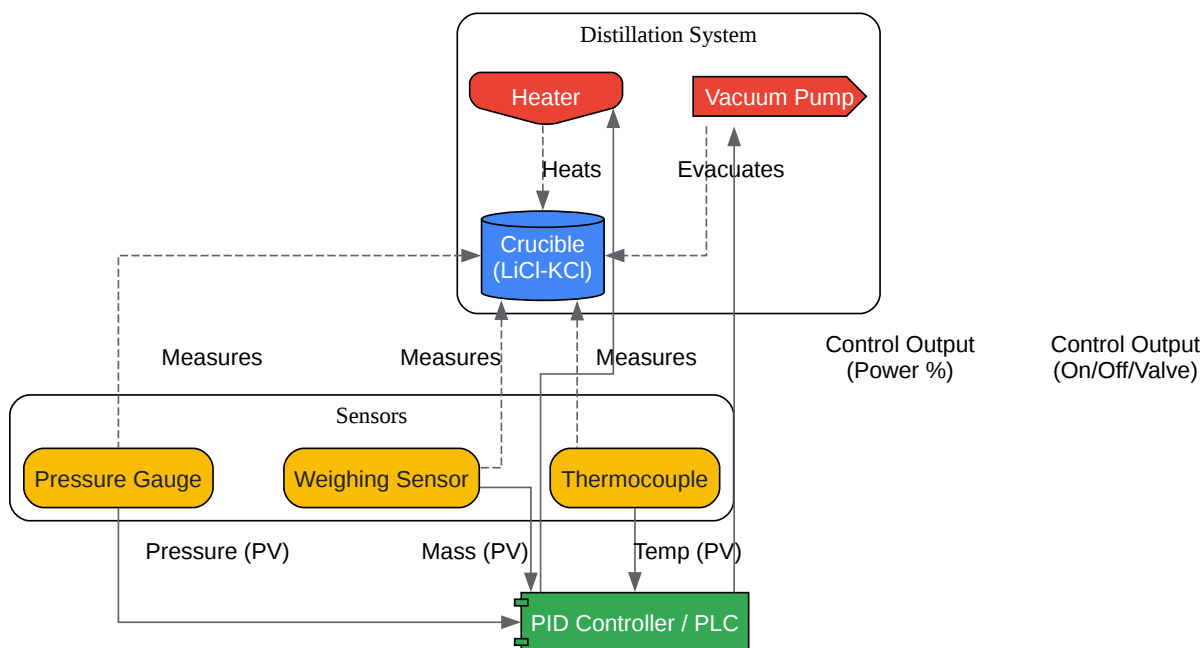 Distillation System
Heater
Vacuum Pump
Heats
Evacuates
Crucible
(LiCl-KCl)
Measures
Measures
Measures
Control Output
(Power %)
Control Output
(On/Off/Valve)
Sensors
Pressure Gauge
Weighing Sensor
Thermocouple
Pressure (PV)
Mass (PV)
Temp (PV)
PID Controller / PLC